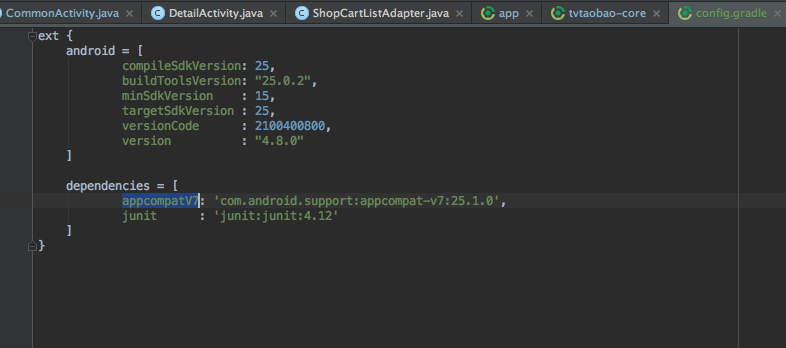 CommonActivity.java DetailActivity.java ShopCartListAdapter.java app tvtaobao-core config.gradle
ext {
android = [
compileSdkVersion: 25,
buildToolsVersion: "25.0.2",
minSdkVersion : 15,
targetSdkVersion : 25,
versionCode : 2100400800,
version : "4.8.0"
]
dependencies = [
appcompatV7: 'com.android.support:appcompat-v7:25.1.0',
junit : 'junit:junit:4.12'
]
}